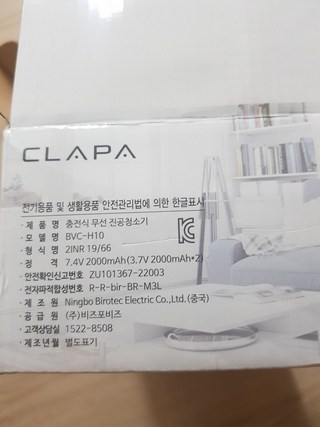 CLAPA
전기용품 및 생활용품 안전관리법에 의한 한글표시
· 제 품 명 충전식 무선 진공청소기
· 모 델 명 BVC-H10
· 형 식 명 2INR 19/66
· 정 격 7.4V 2000mAh(3.7V 2000mAh*2)
· 안전확인신고번호 ZU101367-22003
· 전자파적합성번호 R-R-bir-BR-M3L
· 제 조 원 Ningbo Birotec Electric Co.,Ltd.(중국)
· 공 급 원 (주)비즈포비즈
· 고객상담실 1522-8508
· 제조년월 별도표기